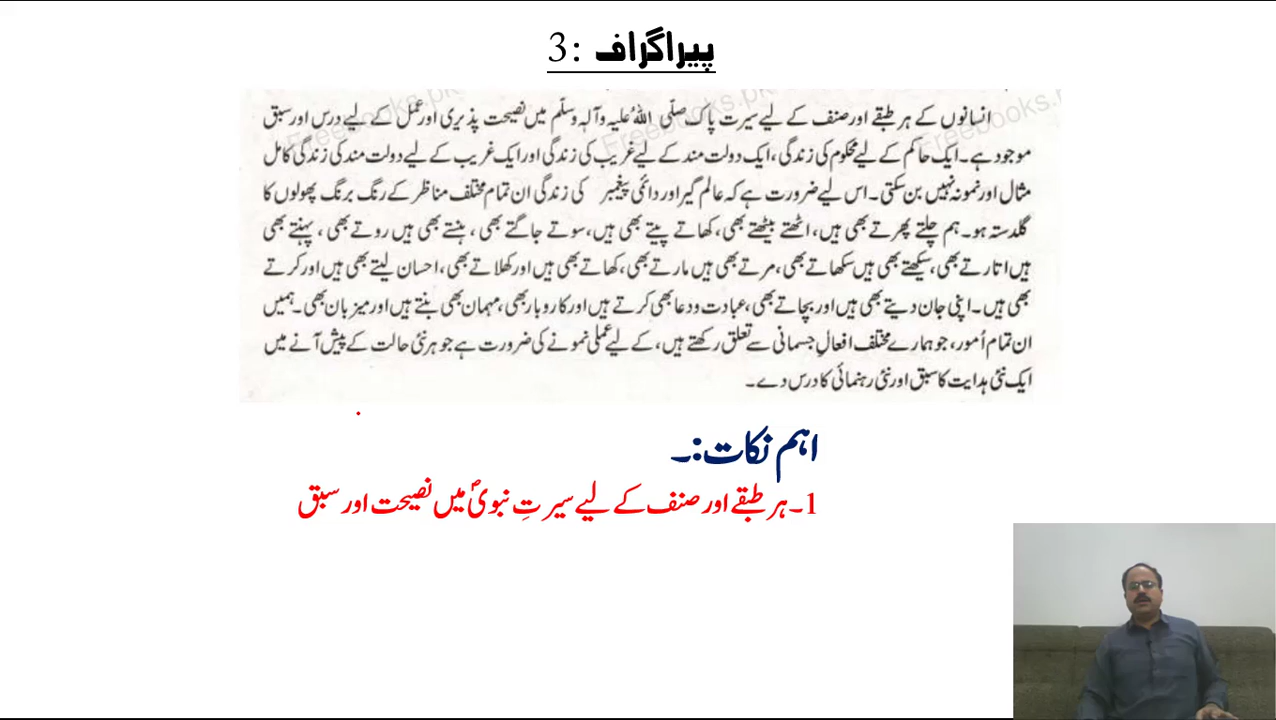 پیراگراف :3
انسانوں کے ہر طبقے اور صنف کے لیے سیرت پاک صلّی اللہُ علیہ وآلہٖ وسلّم میں نصیحت پذیری اور عمل کے لیے درس اور سبق
موجود ہے۔ ایک حاکم کے لیے محکوم کی زندگی، ایک دولت مند کے لیے غریب کی زندگی اور ایک غریب کے لیے دولت مند کی زندگی کامل
مثال اور نمونہ نہیں بن سکتی۔ اس لیے ضرورت ہے کہ عالم گیر اور دائمی پیغمبر کی زندگی ان تمام مختلف مناظر کے رنگ برنگ پھولوں کا
گلدستہ ہو۔ ہم چلتے پھرتے بھی ہیں، اٹھتے بیٹھتے بھی، کھاتے پیتے بھی ہیں، سوتے جاگتے بھی، ہنستے بھی ہیں روتے بھی، پہنتے بھی
ہیں اتارتے بھی، سیکھتے بھی ہیں سکھاتے بھی، مرتے بھی ہیں مارتے بھی، کھاتے بھی ہیں اور کھلاتے بھی، احسان لیتے بھی ہیں اور کرتے
بھی ہیں۔ اپنی جان دیتے بھی ہیں اور بچاتے بھی، عبادت و دعا بھی کرتے ہیں اور کاروبار بھی، مہمان بھی بنتے ہیں اور میزبان بھی۔ ہمیں
ان تمام اُمور، جو ہمارے مختلف افعالِ جسمانی سے تعلق رکھتے ہیں، کے لیے عملی نمونے کی ضرورت ہے جو ہر نئی حالت کے پیش آنے میں
ایک نئی ہدایت کا سبق اور نئی رہنمائی کا درس دے۔
اہم نکات:۔
1۔ہر طبقے اور صنف کے لیے سیرتِ نبویؐ میں نصیحت اور سبق